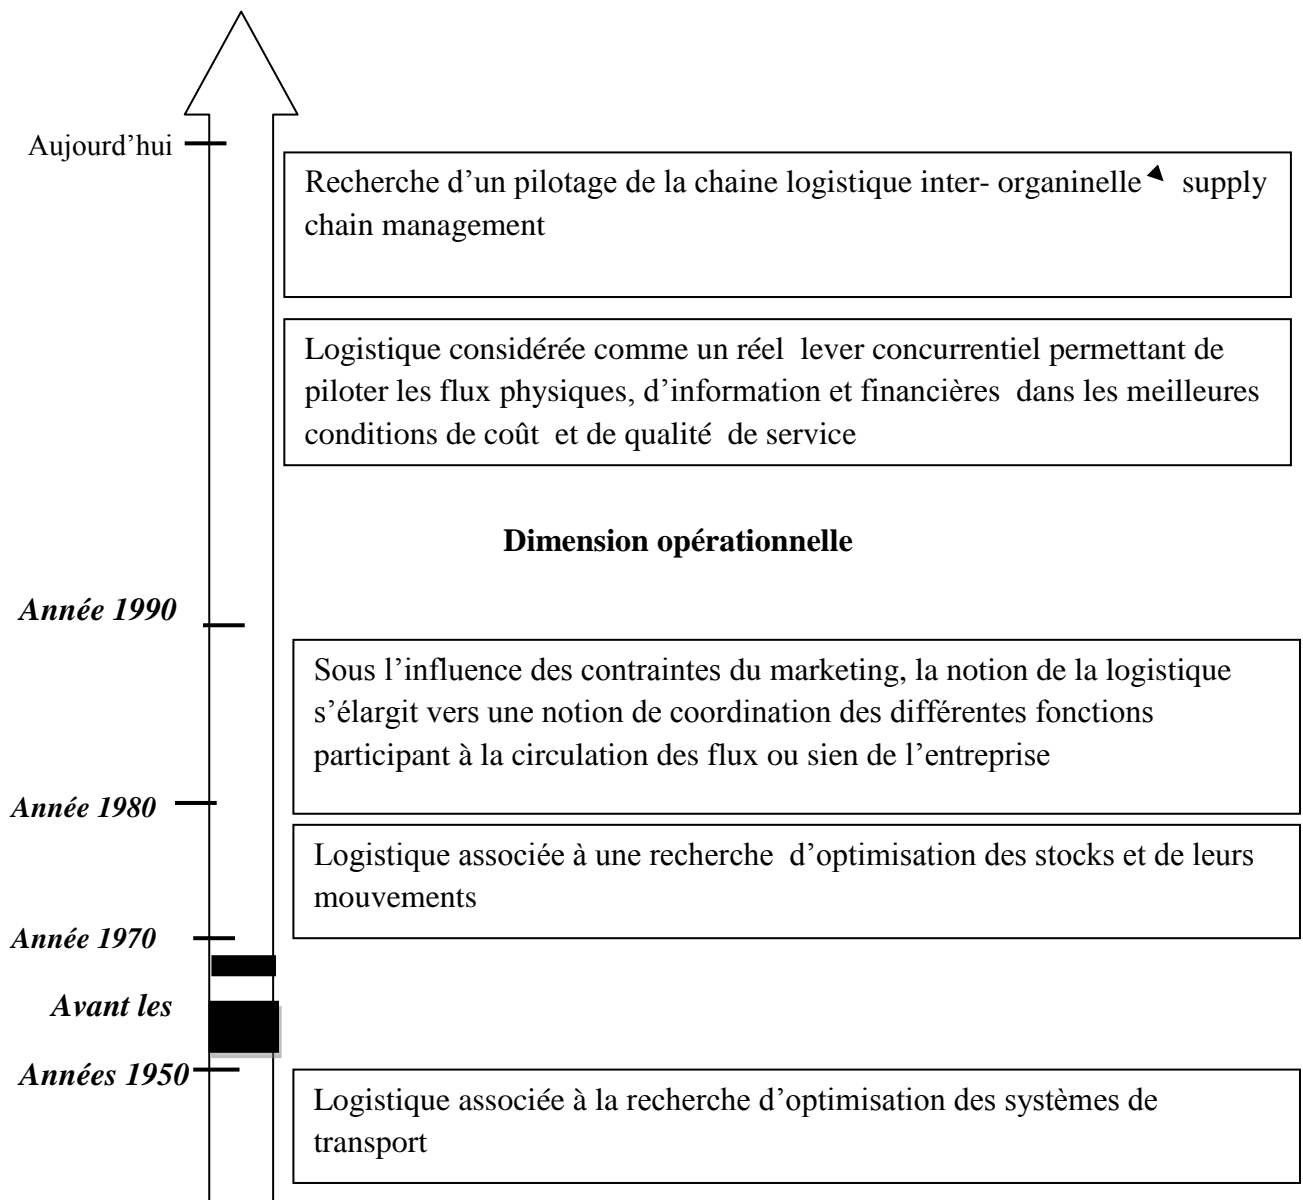 Aujourd’hui
Recherche d’un pilotage de la chaine logistique inter- organinelle supply
chain management
Logistique considérée comme un réel lever concurrentiel permettant de
piloter les flux physiques, d’information et financières dans les meilleures
conditions de coût et de qualité de service
Dimension opérationnelle
Année 1990
Sous l’influence des contraintes du marketing, la notion de la logistique
s’élargit vers une notion de coordination des différentes fonctions
participant à la circulation des flux ou sien de l’entreprise
Année 1980
Logistique associée à une recherche d’optimisation des stocks et de leurs
mouvements
Année 1970
Avant les
Années 1950
Logistique associée à la recherche d’optimisation des systèmes de
transport